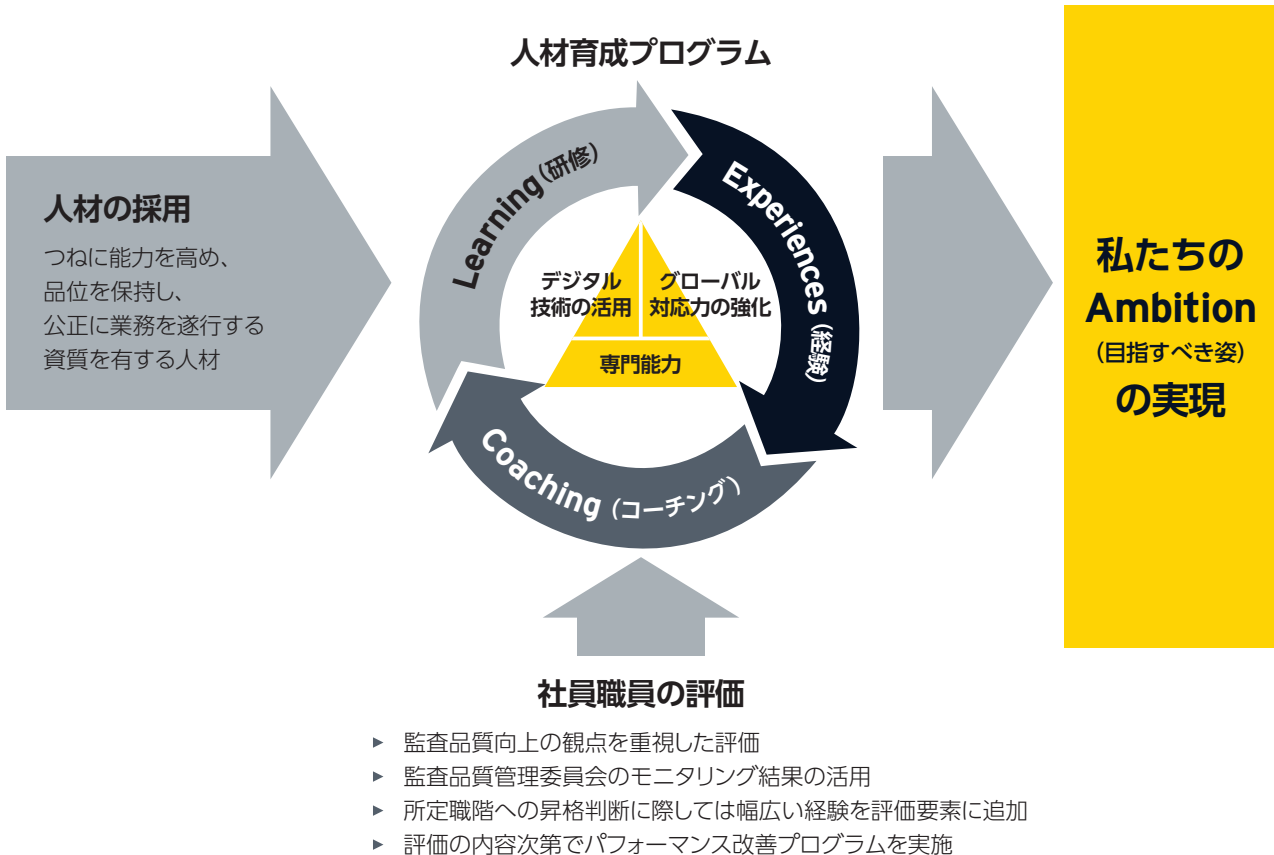 人材育成プログラム
人材の採用
つねに能力を高め、
品位を保持し、
公正に業務を遂行する
資質を有する人材
Learning(研修)
Experiences(経験)
Coaching(コーチング)
デジタル
技術の活用
グローバル
対応力の強化
専門能力
私たちの
Ambition
(目指すべき姿)
の実現
社員職員の評価
▶ 監査品質向上の観点を重視した評価
▶ 監査品質管理委員会のモニタリング結果の活用
▶ 所定職階への昇格判断に際しては幅広い経験を評価要素に追加
▶ 評価の内容次第でパフォーマンス改善プログラムを実施